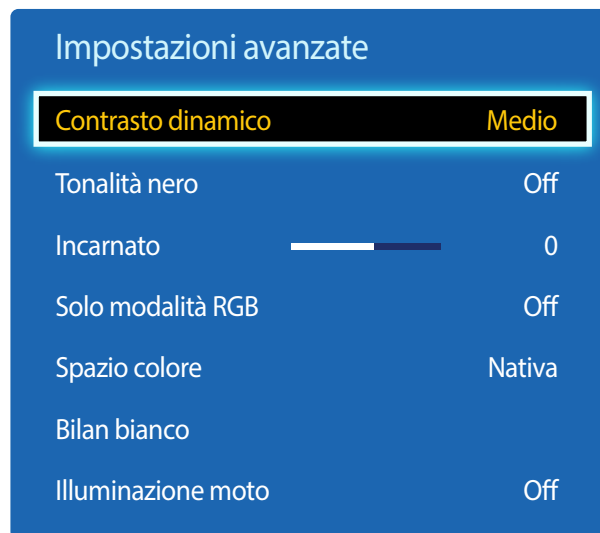 Impostazioni avanzate
Contrasto dinamico Medio
Tonalità nero Off
Incarnato 0
Solo modalità RGB Off
Spazio colore Nativa
Bilan bianco
Illuminazione moto Off